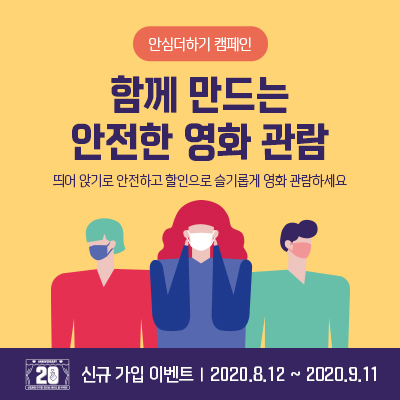 안심더하기 캠페인
함께 만드는
안전한 영화 관람
띄어 앉기로 안전하고 할인으로 슬기롭게 영화 관람하세요
ANNIVERSARY
20
신규 가입 이벤트 | 2020.8.12 ~ 2020.9.11